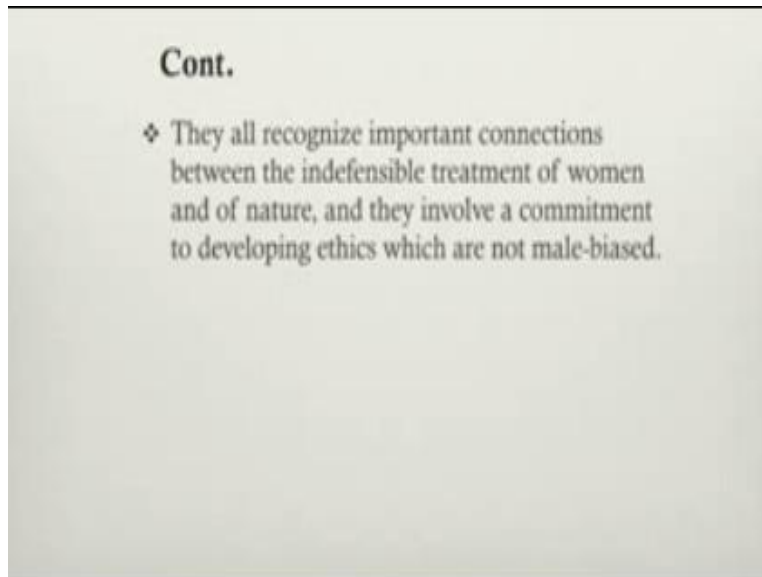 Cont.
❖ They all recognize important connections
between the indefensible treatment of women
and of nature, and they involve a commitment
to developing ethics which are not male-biased.